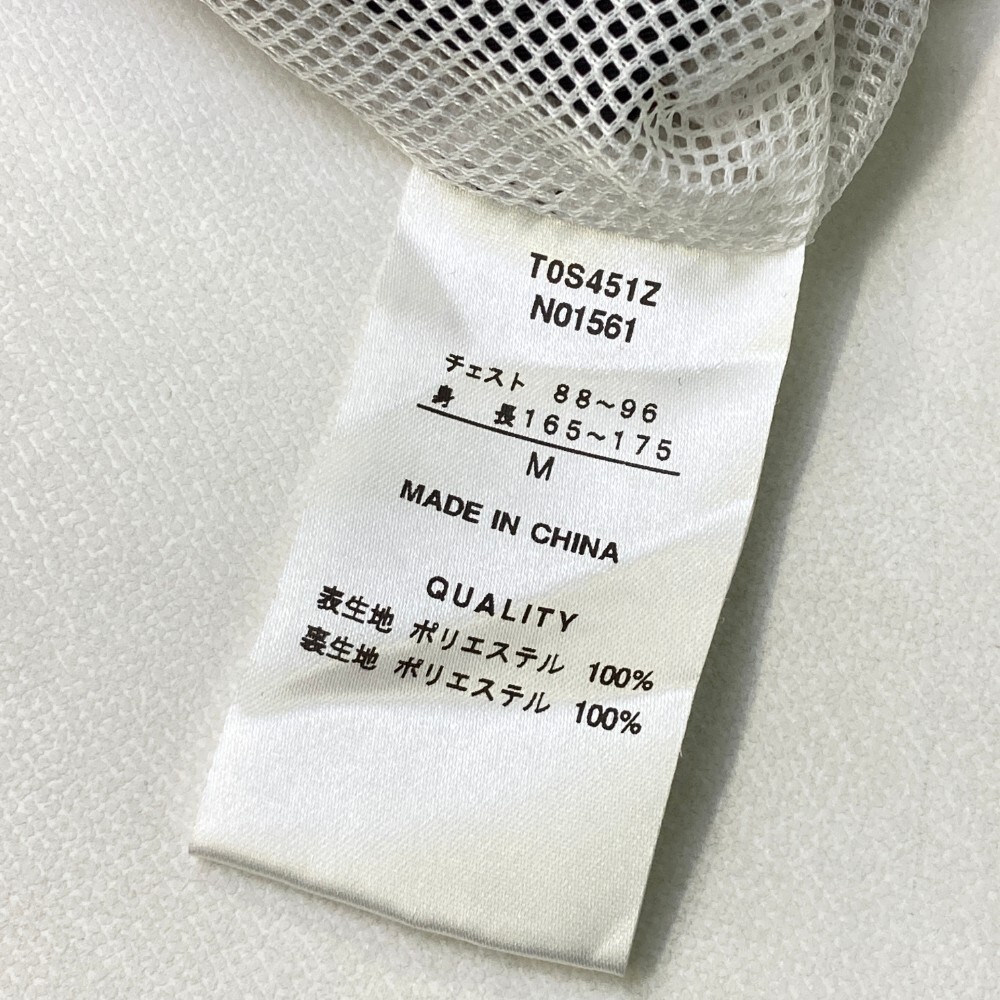 T0S451Z
N01561
チェスト 88～96
身 長165～175
M
MADE IN CHINA
QUALITY
表生地 ポリエステル 100%
裏生地 ポリエステル 100%